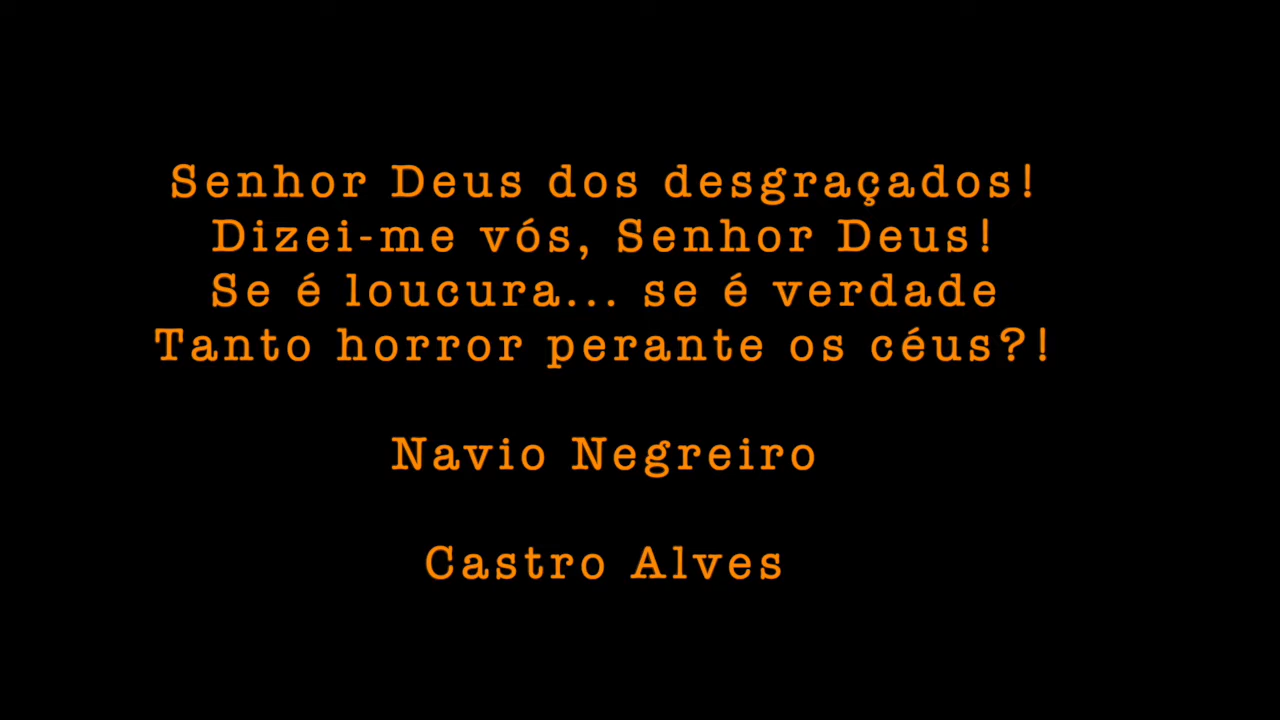 Senhor Deus dos desgraçados!
Dizei-me vós, Senhor Deus!
Se é loucura... se é verdade
Tanto horror perante os céus?!
Navio Negreiro
Castro Alves